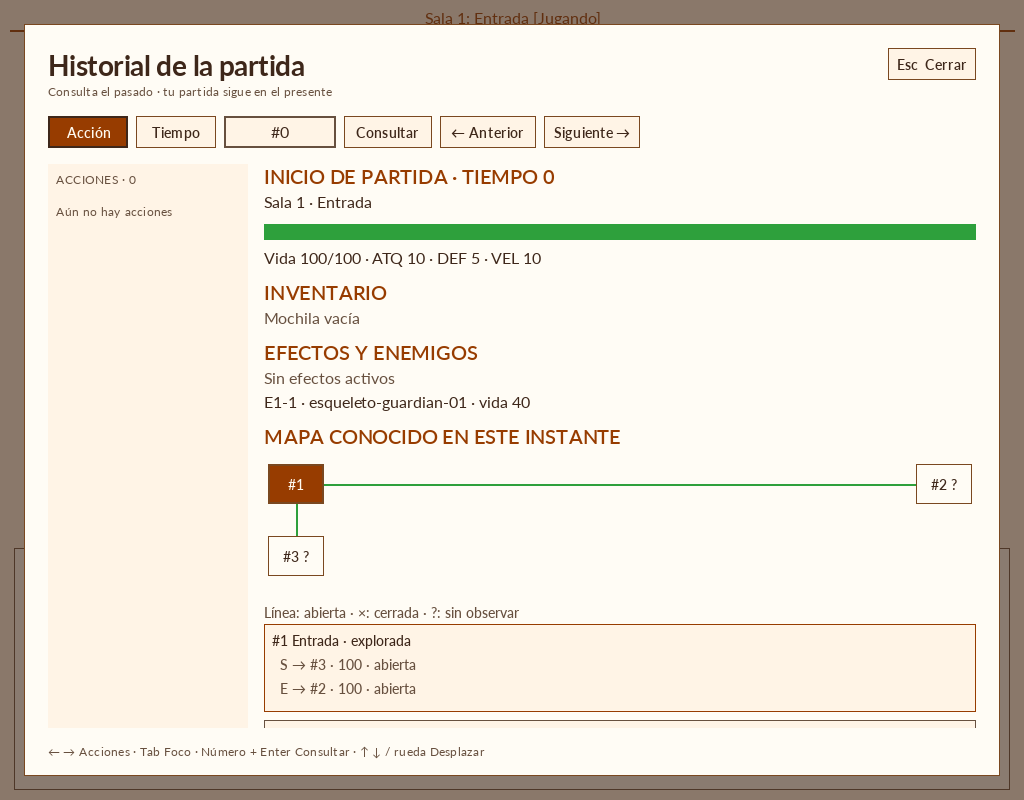 Sala 1: Entrada [Jugando]
Historial de la partida
Esc Cerrar
Consulta el pasado · tu partida sigue en el presente
Acción
Tiempo
#0
Consultar
← Anterior
Siguiente →
ACCIONES · 0
Aún no hay acciones
INICIO DE PARTIDA · TIEMPO 0
Sala 1 · Entrada
Vida 100/100 · ATQ 10 · DEF 5 · VEL 10
INVENTARIO
Mochila vacía
EFECTOS Y ENEMIGOS
Sin efectos activos
E1-1 · esqueleto-guardian-01 · vida 40
MAPA CONOCIDO EN ESTE INSTANTE
#1
#2 ?
#3 ?
Línea: abierta · ×: cerrada · ?: sin observar
#1 Entrada · explorada
S → #3 · 100 · abierta
E → #2 · 100 · abierta
← → Acciones · Tab Foco · Número + Enter Consultar · ↑ ↓ / rueda Desplazar